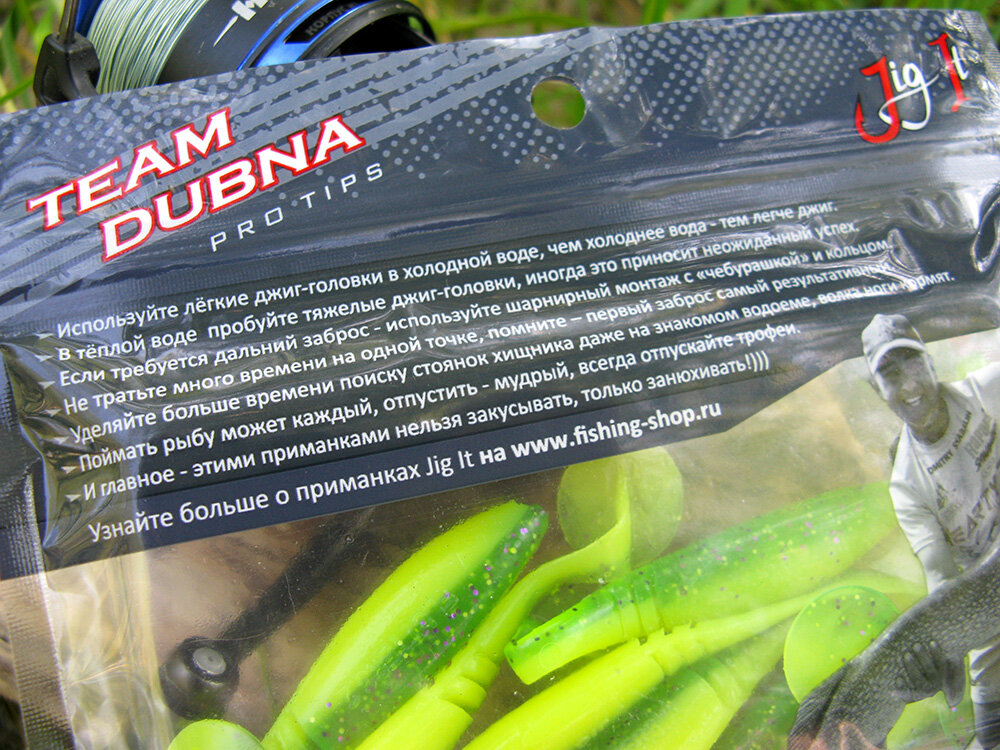 Jig It
TEAM
DUBNA
PRO TIPS
Используйте лёгкие джиг-головки в холодной воде, чем холоднее вода - тем легче джиг.
В тёплой воде пробуйте тяжелые джиг-головки, иногда это приносит неожиданный успех.
Если требуется дальний заброс - используйте шарнирный монтаж с «чебурашкой» и кольцом.
Не тратьте много времени на одной точке, помните – первый заброс самый результативный.
Уделяйте больше времени поиску стоянок хищника даже на знакомом водоеме, волка ноги кормят.
Поймать рыбу может каждый, отпустить - мудрый, всегда отпускайте трофеи.
И главное - этими приманками нельзя закусывать, только занюхивать!)))
Узнайте больше о приманках Jig It на www.fishing-shop.ru